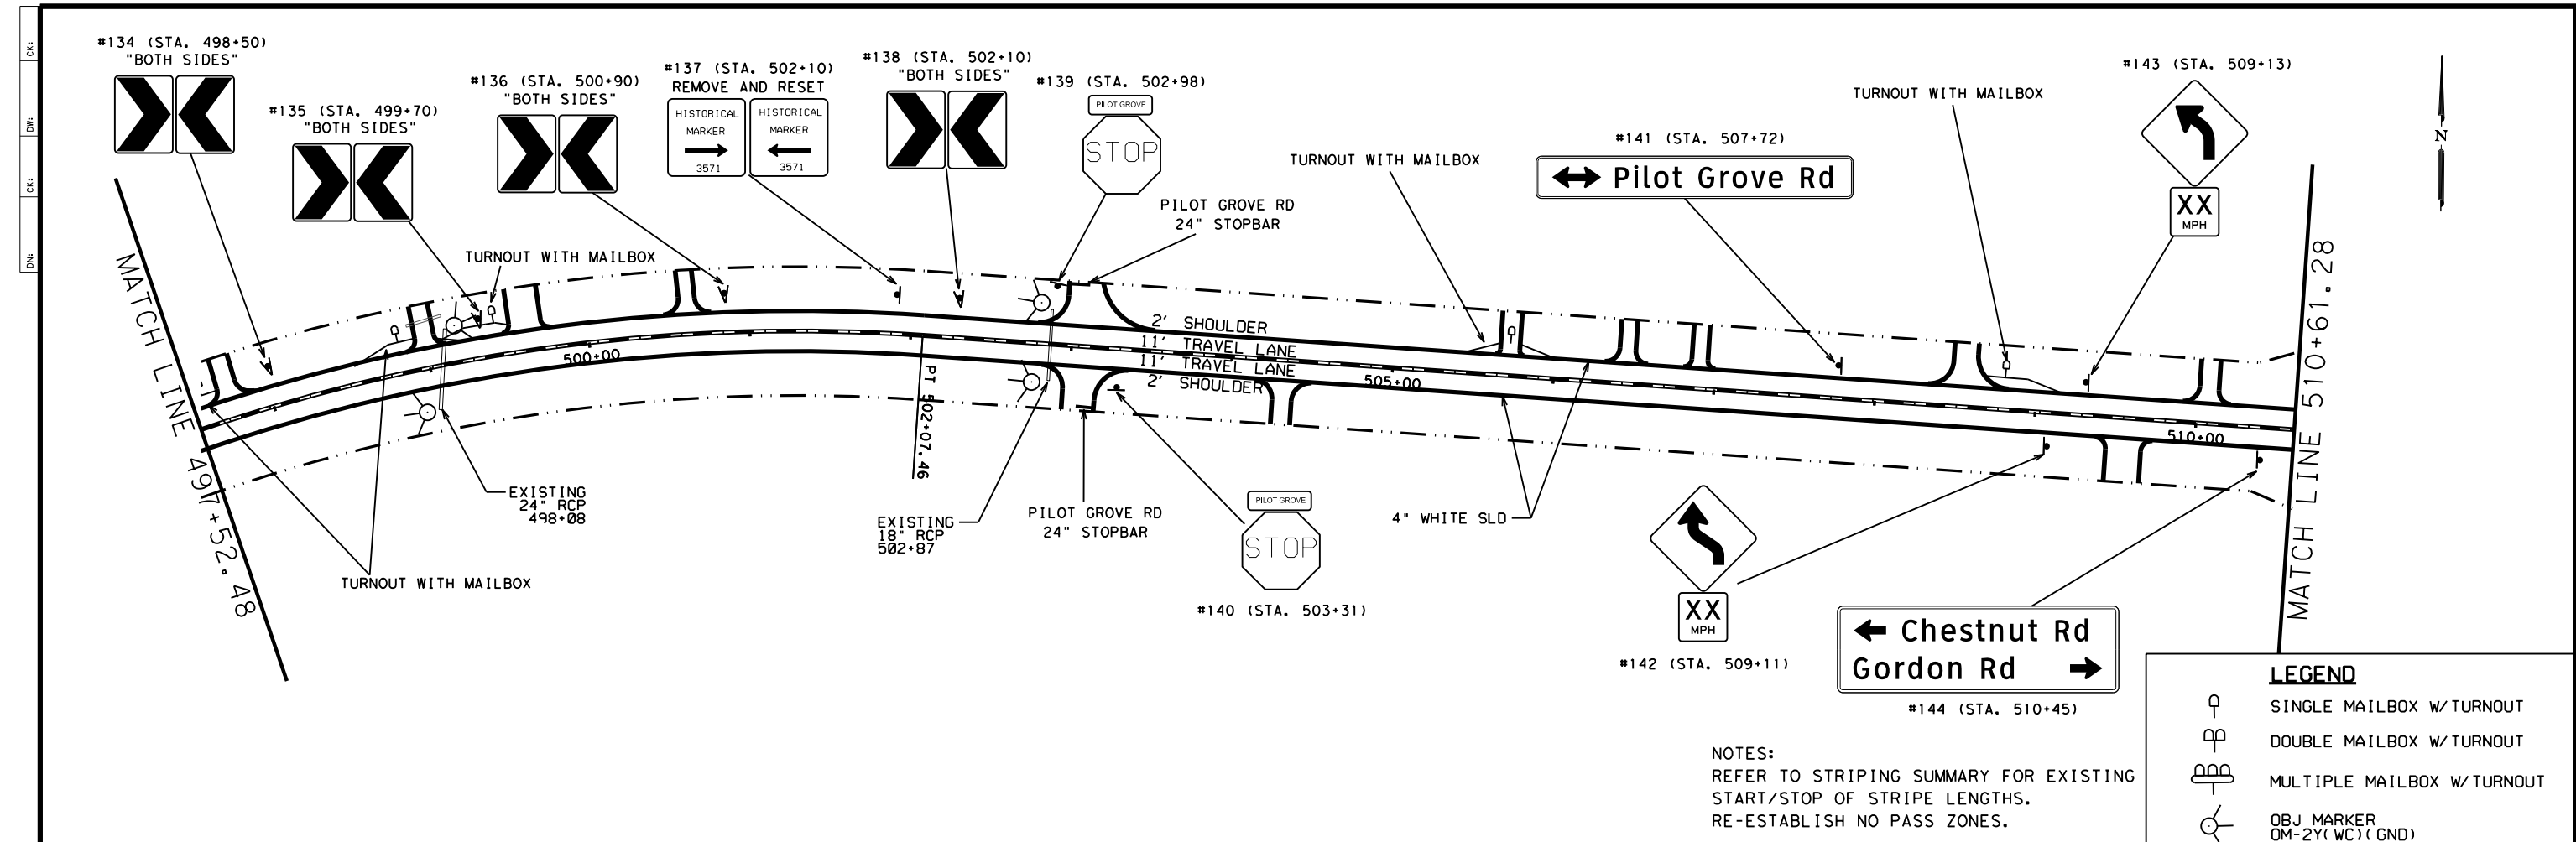 CK:
DW:
CK:
DN:
#134 (STA. 498+50)
"BOTH SIDES"
#135 (STA. 499+70)
"BOTH SIDES"
#136 (STA. 500+90)
"BOTH SIDES"
#137 (STA. 502+10)
REMOVE AND RESET
HISTORICAL
MARKER
3571
HISTORICAL
MARKER
3571
#138 (STA. 502+10)
"BOTH SIDES"
#139 (STA. 502+98)
PILOT GROVE
STOP
PILOT GROVE RD
24" STOPBAR
TURNOUT WITH MAILBOX
TURNOUT WITH MAILBOX
#141 (STA. 507+72)
Pilot Grove Rd
TURNOUT WITH MAILBOX
#143 (STA. 509+13)
XX
MPH
N
MATCH LINE 497+52.48
500+00
PT 502+07.46
2' SHOULDER
11' TRAVEL LANE
11' TRAVEL LANE
2' SHOULDER
505+00
510+00
MATCH LINE 510+61.28
EXISTING
24" RCP
498+08
TURNOUT WITH MAILBOX
EXISTING
18" RCP
502+87
PILOT GROVE RD
24" STOPBAR
PILOT GROVE
STOP
#140 (STA. 503+31)
4" WHITE SLD
XX
MPH
#142 (STA. 509+11)
Chestnut Rd
Gordon Rd
#144 (STA. 510+45)
NOTES:
REFER TO STRIPING SUMMARY FOR EXISTING
START/STOP OF STRIPE LENGTHS.
RE-ESTABLISH NO PASS ZONES.
LEGEND
SINGLE MAILBOX W/TURNOUT
DOUBLE MAILBOX W/TURNOUT
MULTIPLE MAILBOX W/TURNOUT
OBJ MARKER
OM-2Y(WC)(GND)